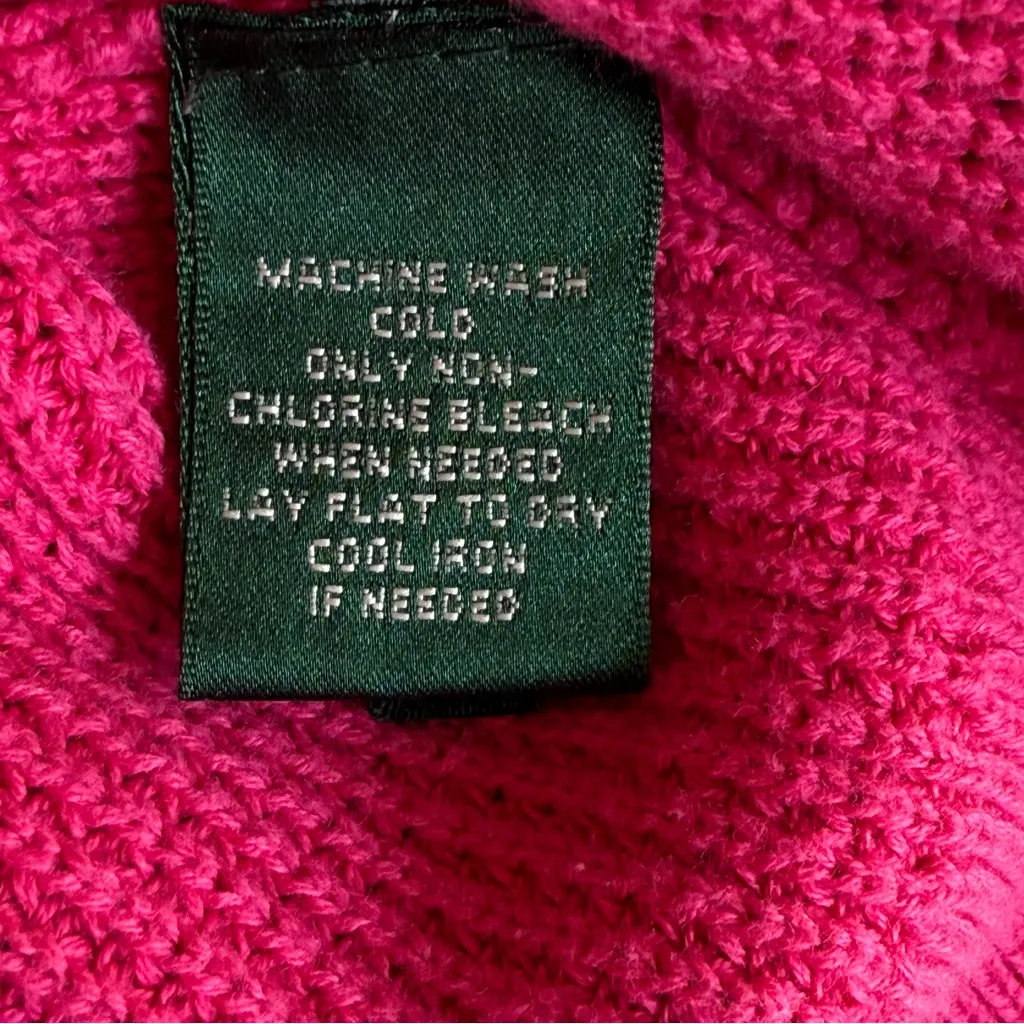 MACHINE WASH
COLD
ONLY NON-
CHLORINE BLEACH
WHEN NEEDED
LAY FLAT TO DRY
COOL IRON
IF NEEDED